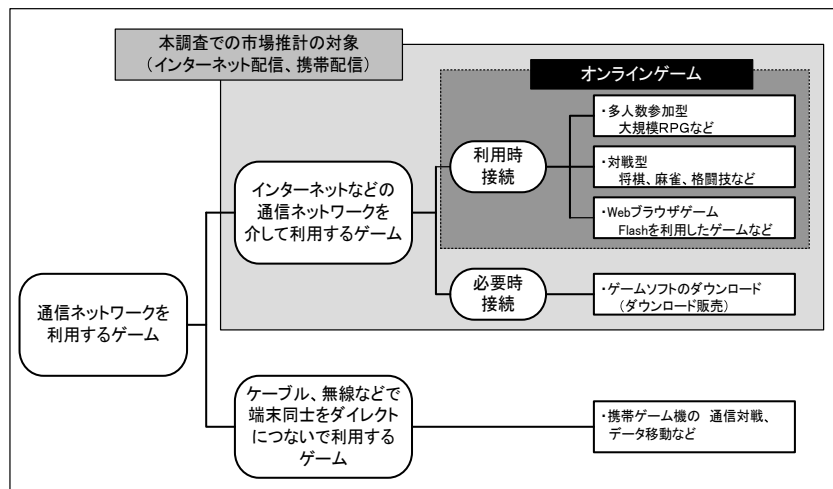 本調査での市場推計の対象
(インターネット配信、携帯配信)
オンラインゲーム
・多人数参加型
大規模RPGなど
利用時
接続
・対戦型
将棋、麻雀、格闘技など
インターネットなどの
通信ネットワークを
介して利用するゲーム
・Webブラウザゲーム
Flashを利用したゲームなど
必要時
接続
・ゲームソフトのダウンロード
(ダウンロード販売)
通信ネットワークを
利用するゲーム
ケーブル、無線などで
端末同士をダイレクト
につないで利用する
ゲーム
・携帯ゲーム機の 通信対戦、
データ移動など